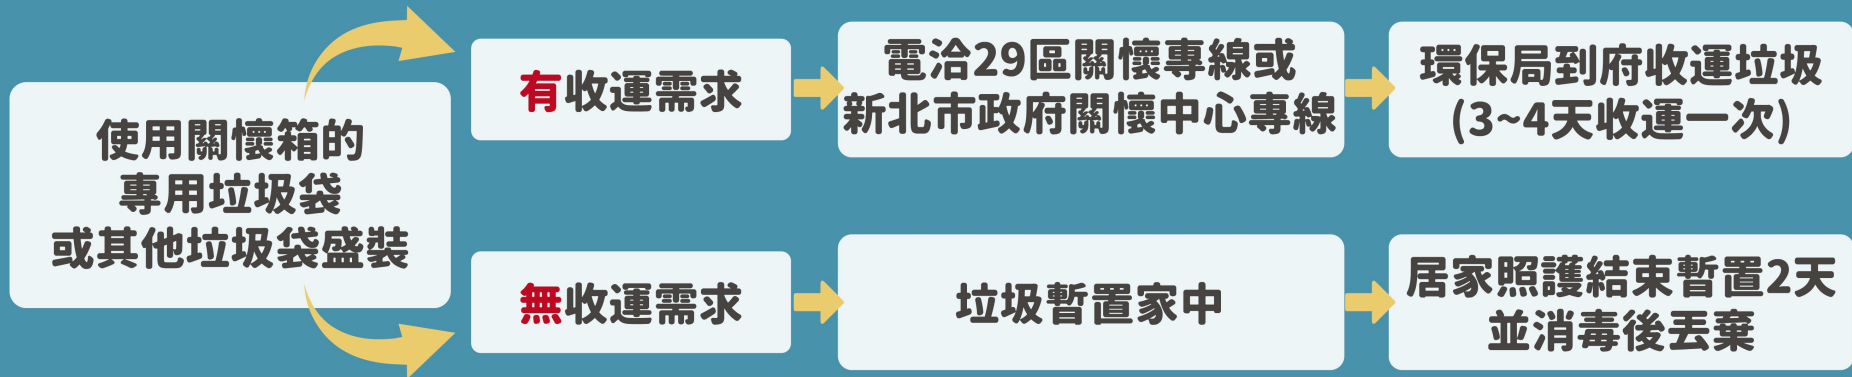 使用關懷箱的
專用垃圾袋
或其他垃圾袋盛裝
有收運需求
電洽29區關懷專線或
新北市政府關懷中心專線
環保局到府收運垃圾
(3~4天收運一次)
無收運需求
垃圾暫置家中
居家照護結束暫置2天
並消毒後丟棄